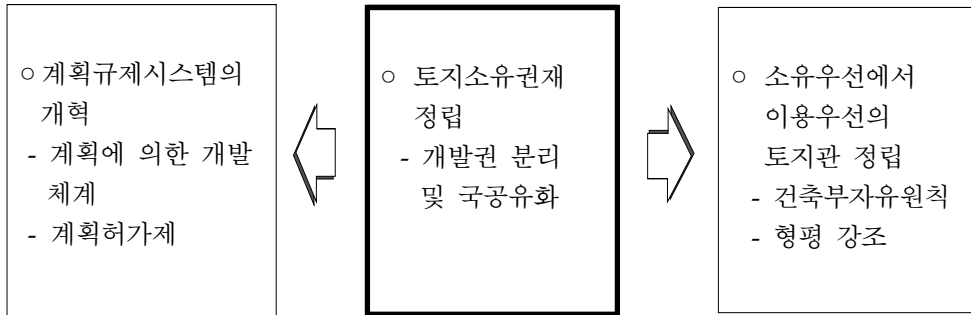 ○ 계획규제시스템의
개혁
- 계획에 의한 개발
체계
- 계획허가제
○ 토지소유권재
정립
- 개발권 분리
및 국공유화
○ 소유우선에서
이용우선의
토지관 정립
- 건축부자유원칙
- 형평 강조